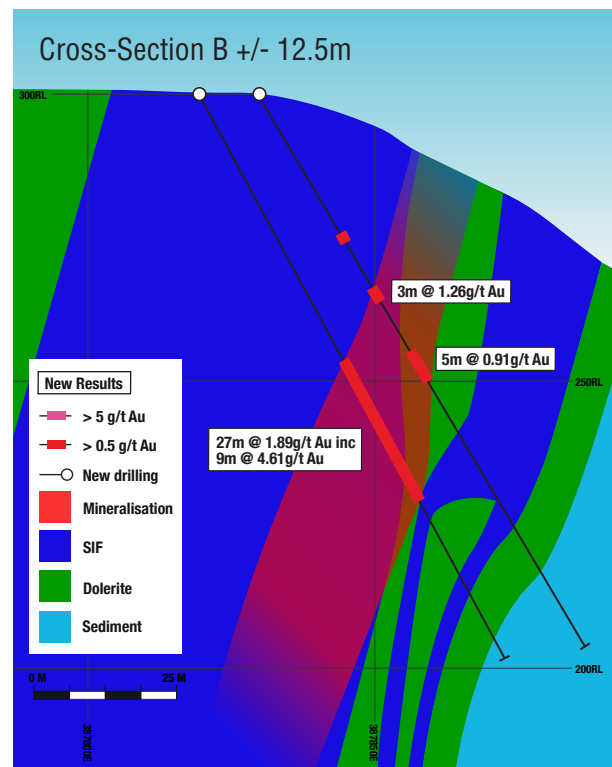 Cross-Section B +/- 12.5m
300RL
3m @ 1.26g/t Au
5m @ 0.91g/t Au
250RL
New Results
> 5 g/t Au
> 0.5 g/t Au
New drilling
Mineralisation
SIF
Dolerite
Sediment
27m @ 1.89g/t Au inc
9m @ 4.61g/t Au
200RL
0 M 25 M
387800E
387850E